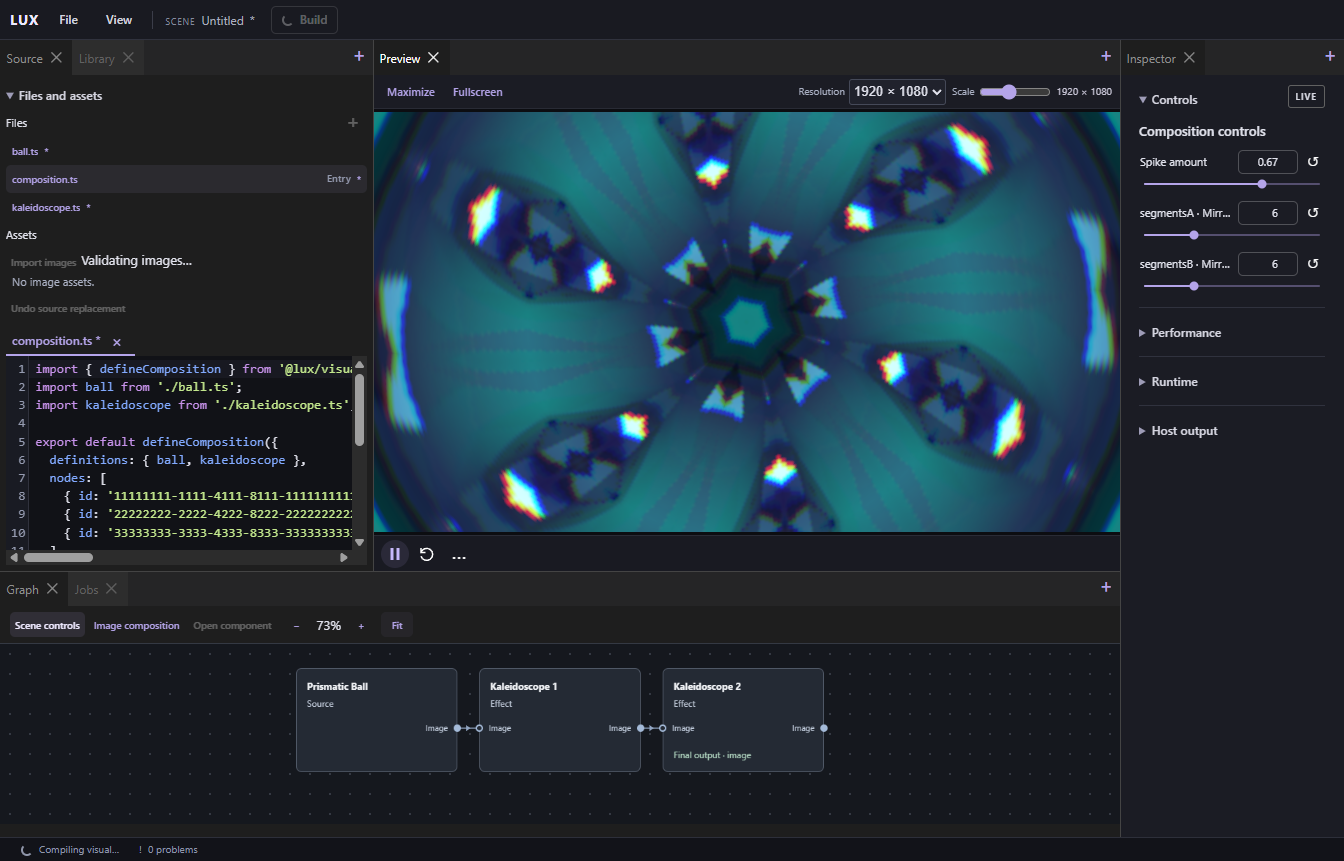 LUX File View SCENE Untitled * Build
Source Library
Files and assets
Files
ball.ts *
composition.ts Entry *
kaleidoscope.ts *
Assets
Import images Validating images...
No image assets.
Undo source replacement
composition.ts *
1 import { defineComposition } from '@lux/visua
2 import ball from './ball.ts';
3 import kaleidoscope from './kaleidoscope.ts'
4
5 export default defineComposition({
6 definitions: { ball, kaleidoscope },
7 nodes: [
8 { id: '11111111-1111-4111-8111-1111111111
9 { id: '22222222-2222-4222-8222-2222222222
10 { id: '33333333-3333-4333-8333-3333333333
11 ]
Preview
Maximize Fullscreen Resolution 1920 × 1080 Scale 1920 × 1080
Inspector
Controls LIVE
Composition controls
Spike amount 0.67
segmentsA · Mirr... 6
segmentsB · Mirr... 6
Performance
Runtime
Host output
Graph Jobs
Scene controls Image composition Open component − 73% + Fit
Prismatic Ball
Source
Image
Kaleidoscope 1
Effect
Image Image
Kaleidoscope 2
Effect
Image Image
Final output · image
Compiling visual... ! 0 problems